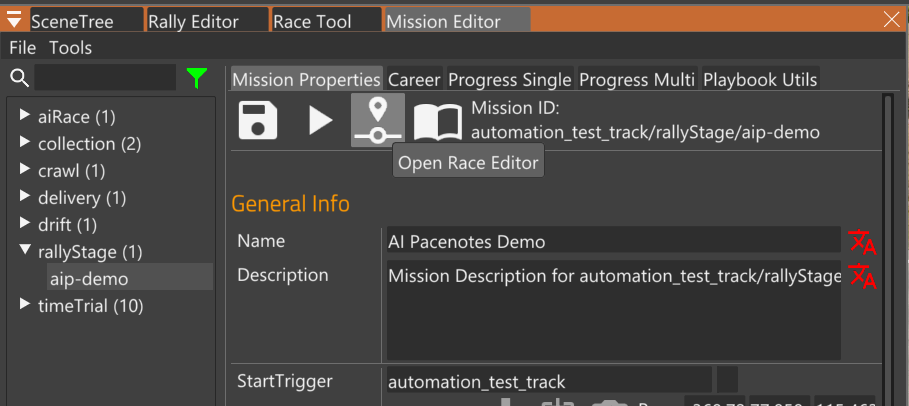 SceneTree Rally Editor Race Tool Mission Editor
File Tools
Mission Properties Career Progress Single Progress Multi Playbook Utils
aiRace (1)
collection (2)
crawl (1)
delivery (1)
drift (1)
rallyStage (1)
aip-demo
timeTrial (10)
Mission ID:
automation_test_track/rallyStage/aip-demo
Open Race Editor
General Info
Name AI Pacenotes Demo
Description Mission Description for automation_test_track/rallyStage
StartTrigger automation_test_track